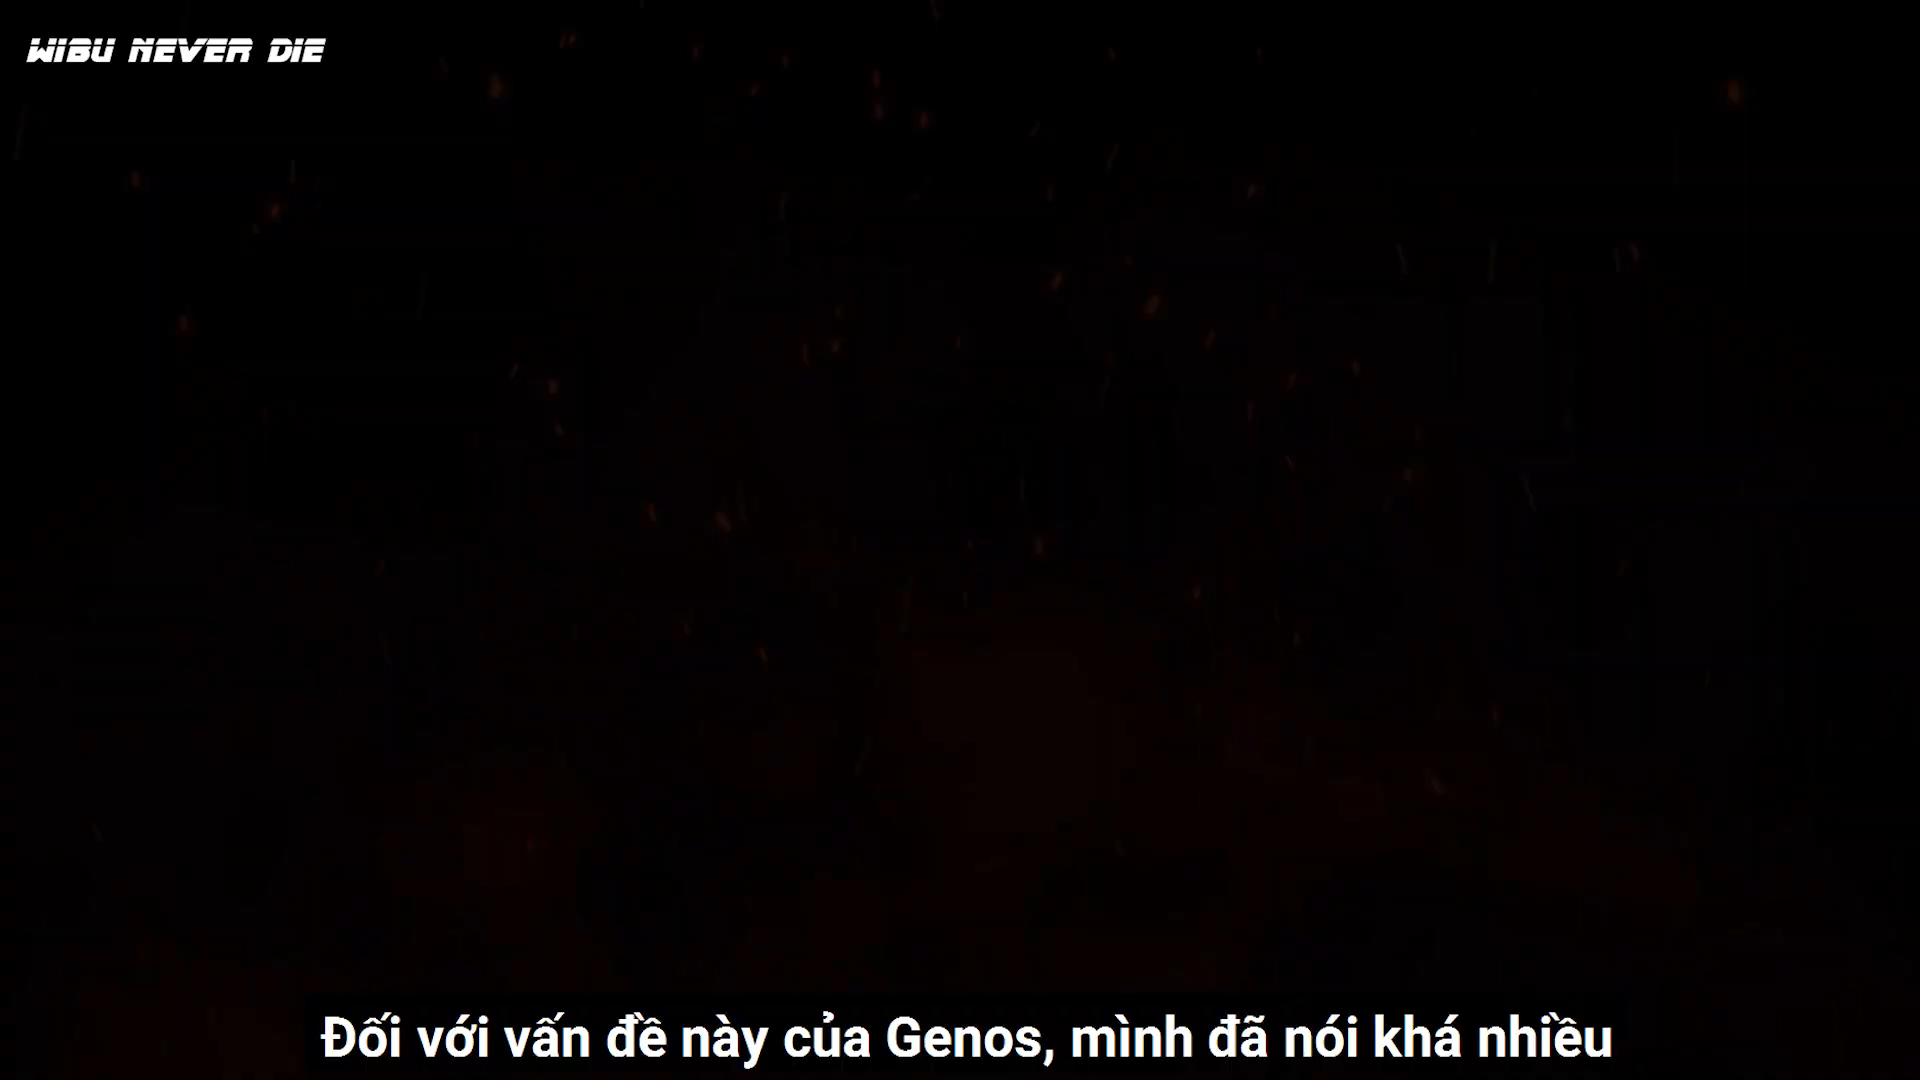 WIBU NEVER DIE
Đối với vấn đề này của Genos, mình đã nói khá nhiều